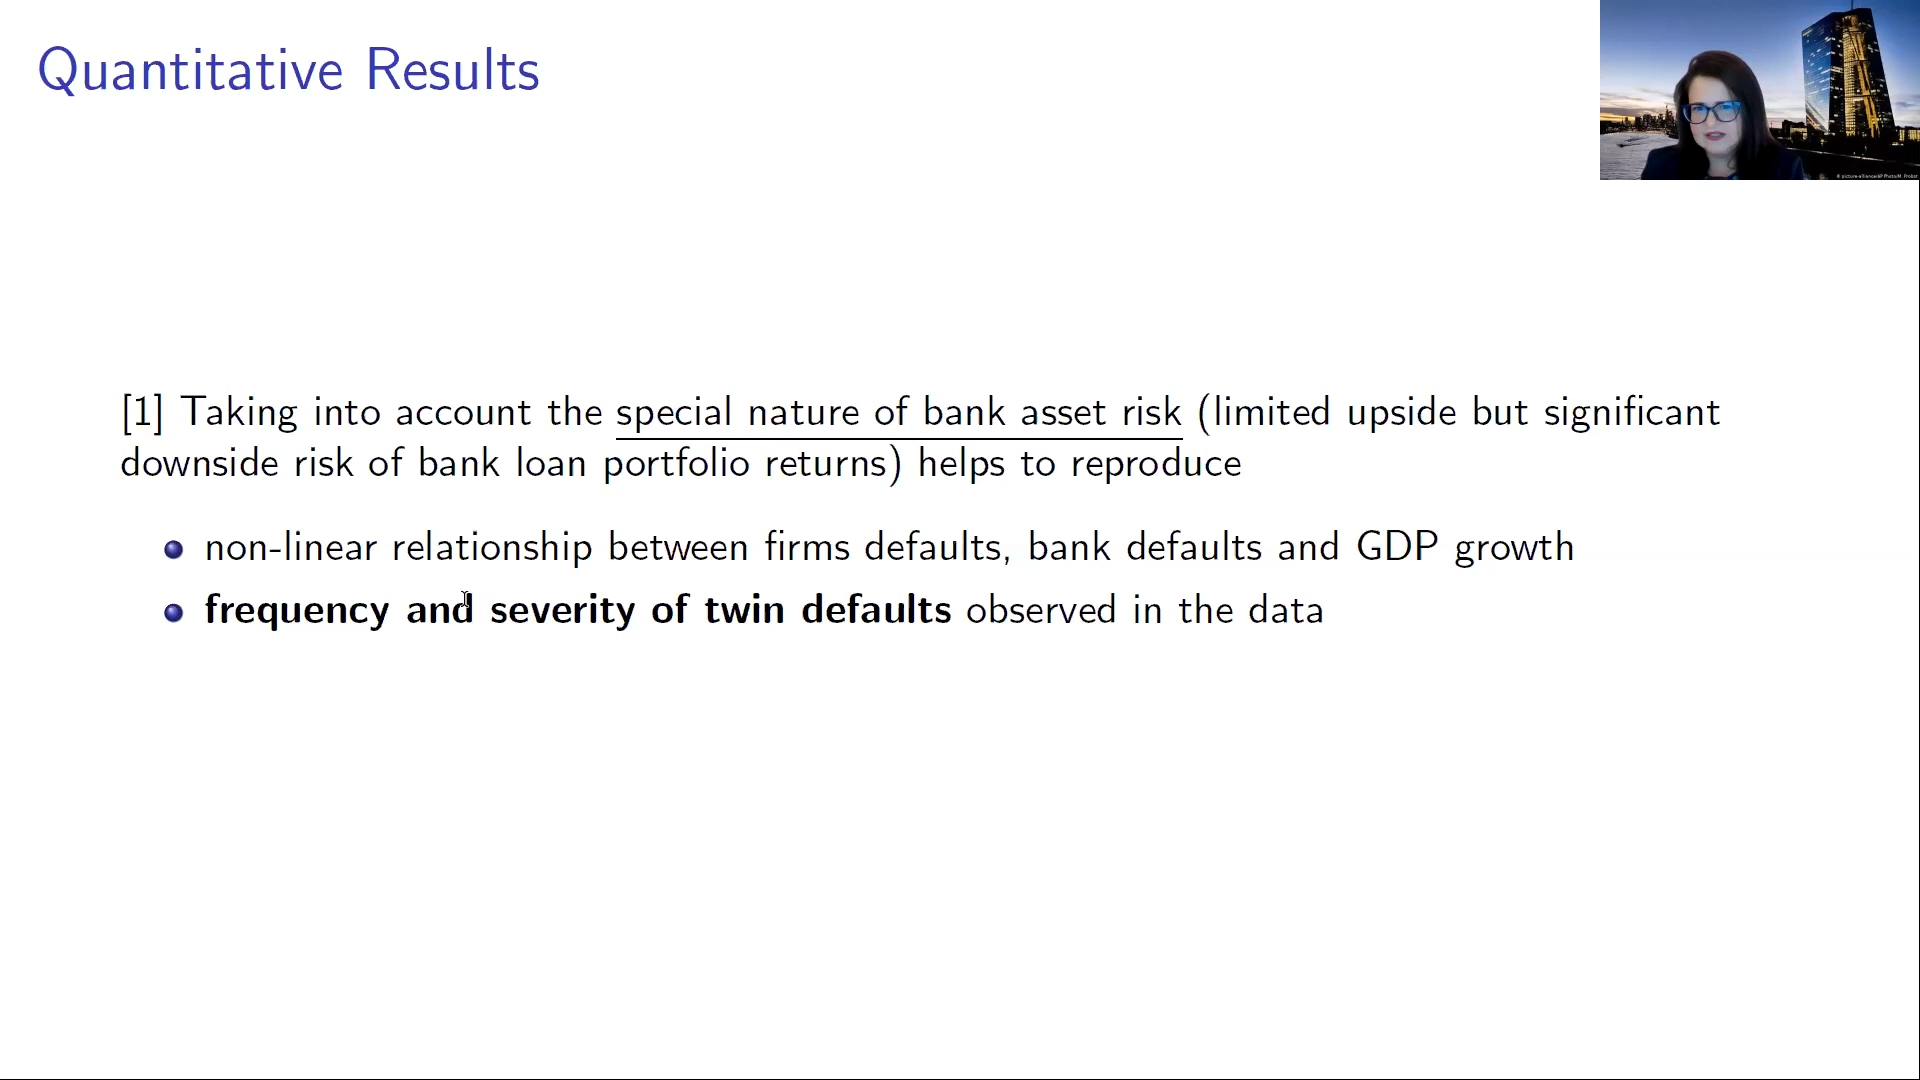 Quantitative Results
[1] Taking into account the special nature of bank asset risk (limited upside but significant
downside risk of bank loan portfolio returns) helps to reproduce
non-linear relationship between firms defaults, bank defaults and GDP growth
frequency and severity of twin defaults observed in the data